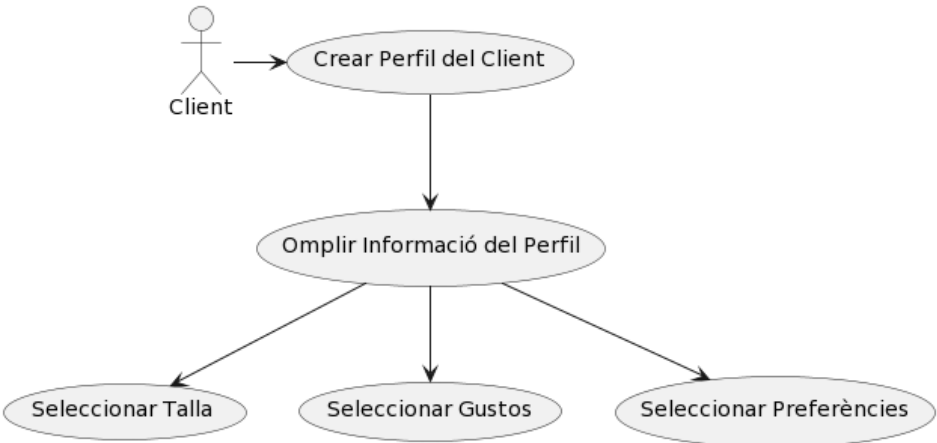 Crear Perfil del Client
Client
Omplir Informació del Perfil
Seleccionar Talla
Seleccionar Gustos
Seleccionar Preferències